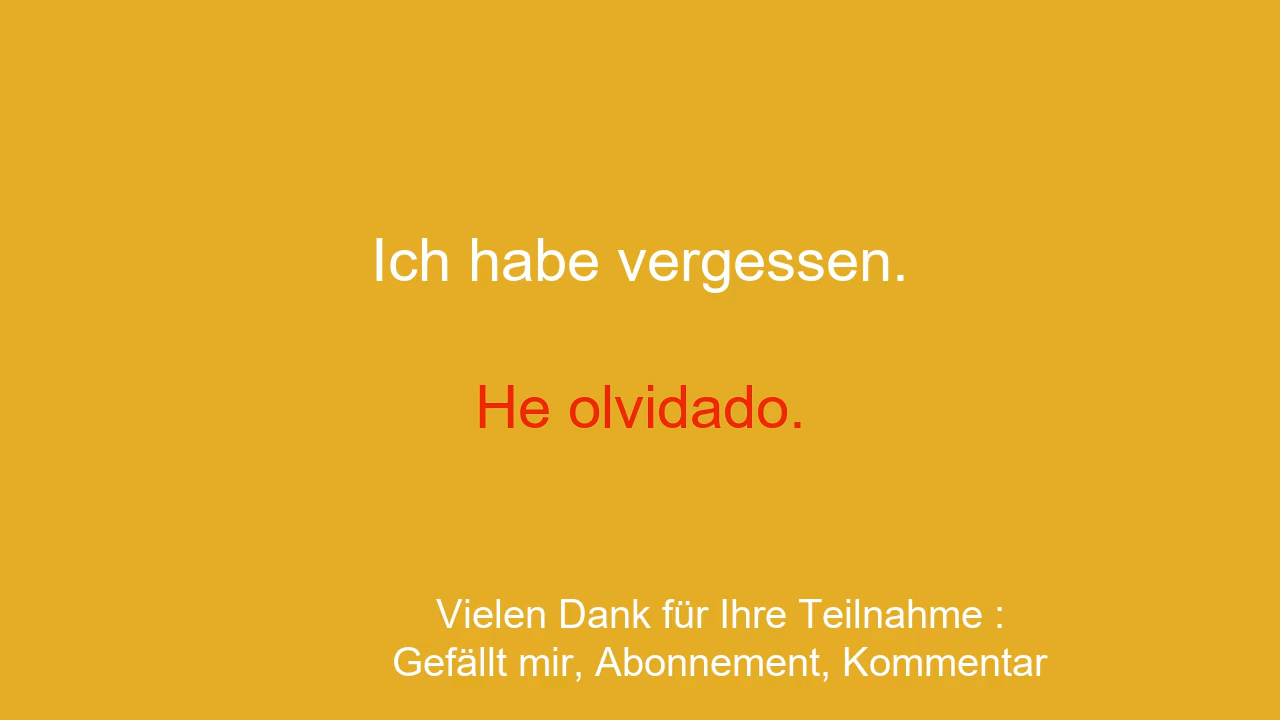 Ich habe vergessen.
He olvidado.
Vielen Dank für Ihre Teilnahme :
Gefällt mir, Abonnement, Kommentar